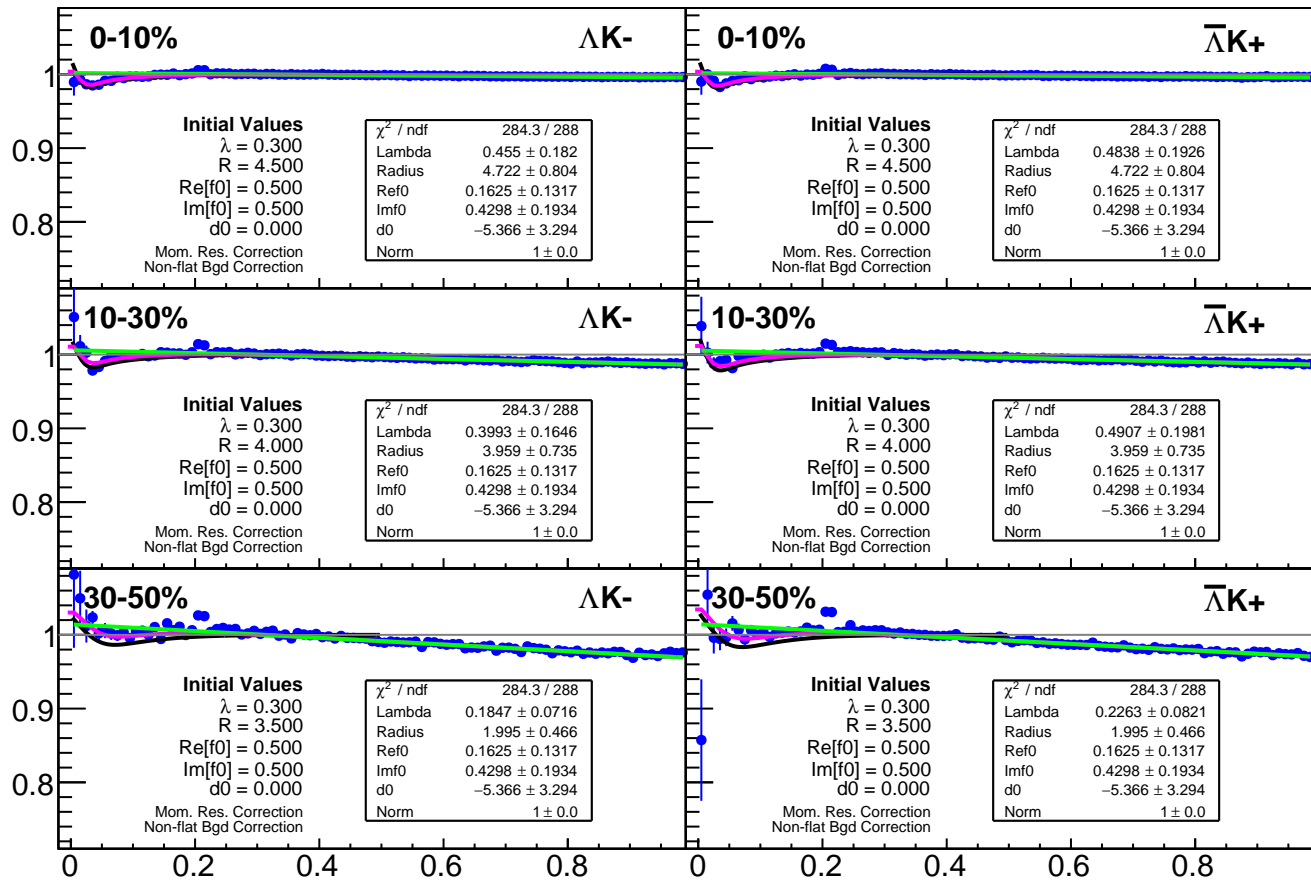 0-10% ΛK-
1
0.9
0.8
Initial Values
λ = 0.300
R = 4.500
Re[f0] = 0.500
Im[f0] = 0.500
d0 = 0.000
Mom. Res. Correction
Non-flat Bgd Correction
χ² / ndf 284.3 / 288
Lambda 0.455 ± 0.182
Radius 4.722 ± 0.804
Ref0 0.1625 ± 0.1317
Imf0 0.4298 ± 0.1934
d0 −5.366 ± 3.294
Norm 1 ± 0.0
0-10% Λ̅K+
Initial Values
λ = 0.300
R = 4.500
Re[f0] = 0.500
Im[f0] = 0.500
d0 = 0.000
Mom. Res. Correction
Non-flat Bgd Correction
χ² / ndf 284.3 / 288
Lambda 0.4838 ± 0.1926
Radius 4.722 ± 0.804
Ref0 0.1625 ± 0.1317
Imf0 0.4298 ± 0.1934
d0 −5.366 ± 3.294
Norm 1 ± 0.0
10-30% ΛK-
1
0.9
0.8
Initial Values
λ = 0.300
R = 4.000
Re[f0] = 0.500
Im[f0] = 0.500
d0 = 0.000
Mom. Res. Correction
Non-flat Bgd Correction
χ² / ndf 284.3 / 288
Lambda 0.3993 ± 0.1646
Radius 3.959 ± 0.735
Ref0 0.1625 ± 0.1317
Imf0 0.4298 ± 0.1934
d0 −5.366 ± 3.294
Norm 1 ± 0.0
10-30% Λ̅K+
Initial Values
λ = 0.300
R = 4.000
Re[f0] = 0.500
Im[f0] = 0.500
d0 = 0.000
Mom. Res. Correction
Non-flat Bgd Correction
χ² / ndf 284.3 / 288
Lambda 0.4907 ± 0.1981
Radius 3.959 ± 0.735
Ref0 0.1625 ± 0.1317
Imf0 0.4298 ± 0.1934
d0 −5.366 ± 3.294
Norm 1 ± 0.0
30-50% ΛK-
1
0.9
0.8
Initial Values
λ = 0.300
R = 3.500
Re[f0] = 0.500
Im[f0] = 0.500
d0 = 0.000
Mom. Res. Correction
Non-flat Bgd Correction
χ² / ndf 284.3 / 288
Lambda 0.1847 ± 0.0716
Radius 1.995 ± 0.466
Ref0 0.1625 ± 0.1317
Imf0 0.4298 ± 0.1934
d0 −5.366 ± 3.294
Norm 1 ± 0.0
30-50% Λ̅K+
Initial Values
λ = 0.300
R = 3.500
Re[f0] = 0.500
Im[f0] = 0.500
d0 = 0.000
Mom. Res. Correction
Non-flat Bgd Correction
χ² / ndf 284.3 / 288
Lambda 0.2263 ± 0.0821
Radius 1.995 ± 0.466
Ref0 0.1625 ± 0.1317
Imf0 0.4298 ± 0.1934
d0 −5.366 ± 3.294
Norm 1 ± 0.0
0 0.2 0.4 0.6 0.8 0 0.2 0.4 0.6 0.8